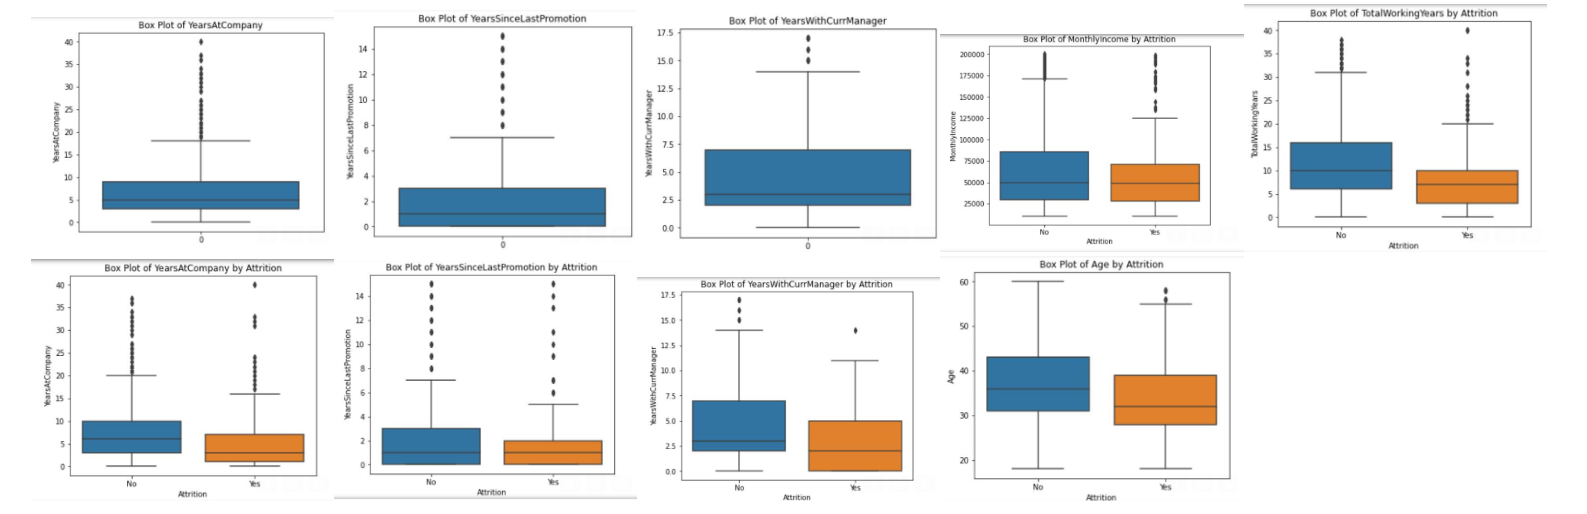 Box Plot of YearsAtCompany
YearsAtCompany
40
35
30
25
20
15
10
5
0
0
Box Plot of YearsSinceLastPromotion
YearsSinceLastPromotion
14
12
10
8
6
4
2
0
0
Box Plot of YearsWithCurrManager
YearsWithCurrManager
17.5
15.0
12.5
10.0
7.5
5.0
2.5
0.0
0
Box Plot of MonthlyIncome by Attrition
MonthlyIncome
200000
175000
150000
125000
100000
75000
50000
25000
No Yes
Attrition
Box Plot of TotalWorkingYears by Attrition
TotalWorkingYears
40
35
30
25
20
15
10
5
0
No Yes
Attrition
Box Plot of YearsAtCompany by Attrition
YearsAtCompany
40
35
30
25
20
15
10
5
0
No Yes
Attrition
Box Plot of YearsSinceLastPromotion by Attrition
YearsSinceLastPromotion
14
12
10
8
6
4
2
0
No Yes
Attrition
Box Plot of YearsWithCurrManager by Attrition
YearsWithCurrManager
17.5
15.0
12.5
10.0
7.5
5.0
2.5
0.0
No Yes
Attrition
Box Plot of Age by Attrition
Age
60
50
40
30
20
No Yes
Attrition